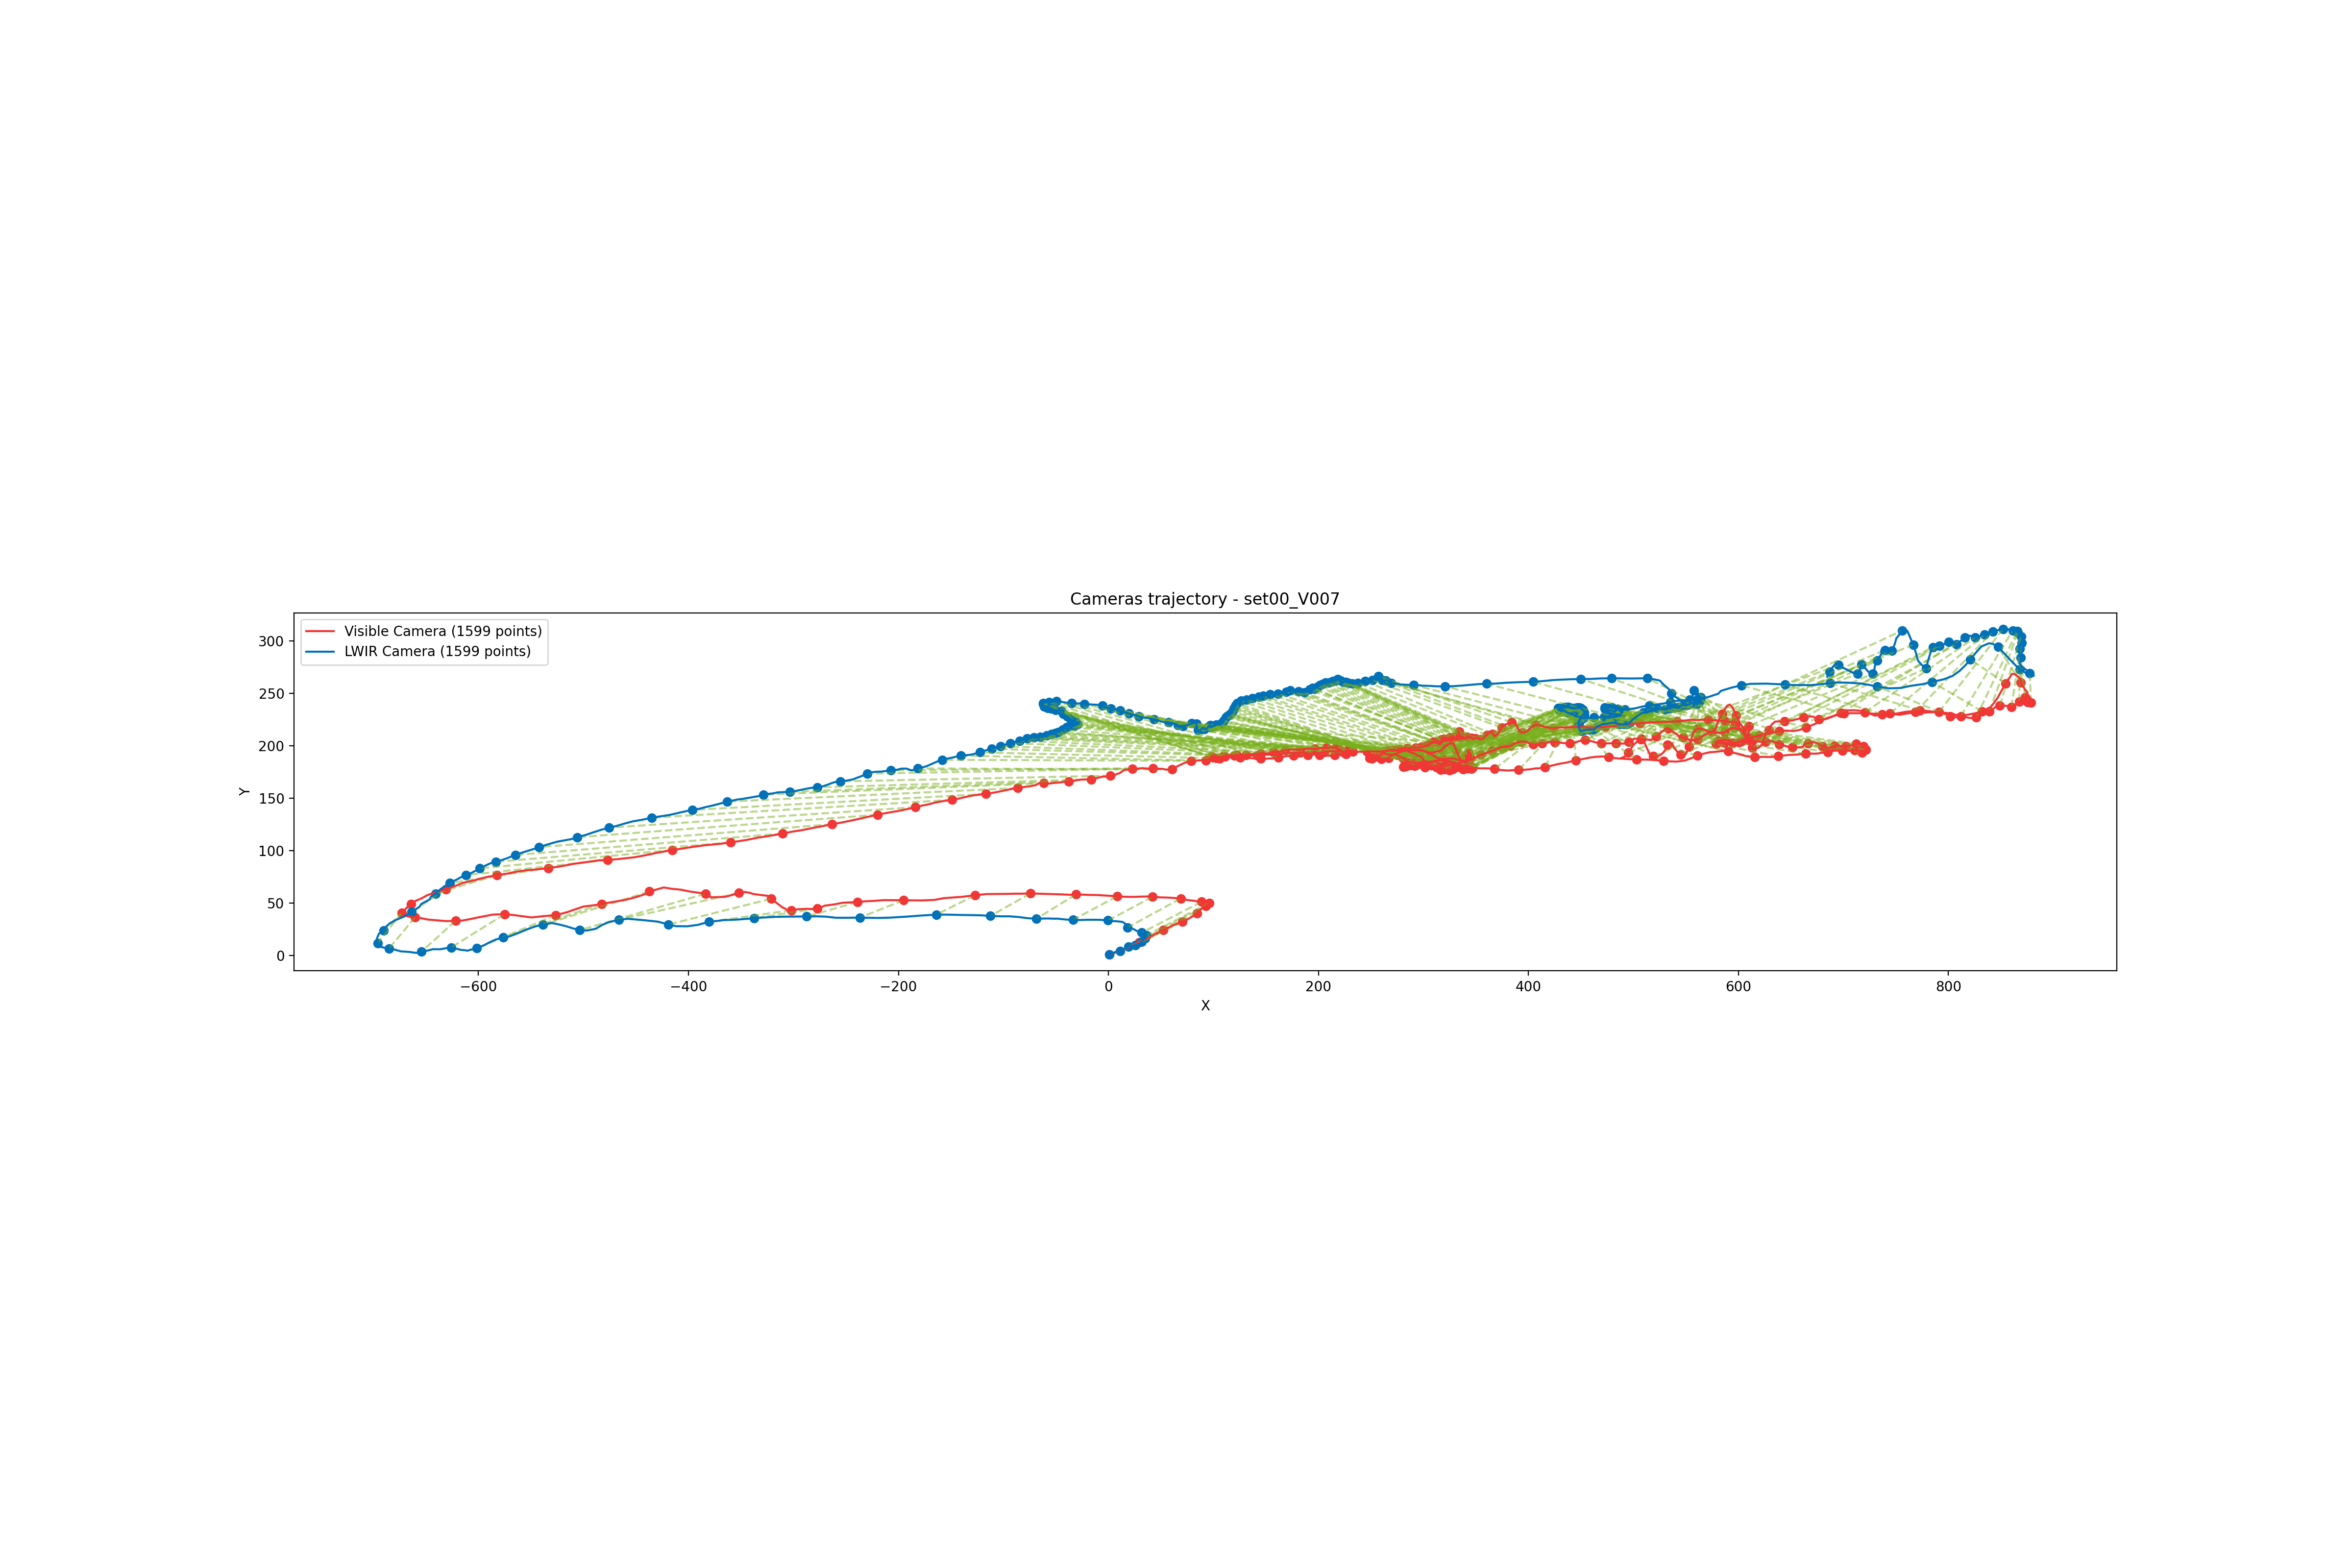 Cameras trajectory - set00_V007
Visible Camera (1599 points)
LWIR Camera (1599 points)
300
250
200
150
100
50
0
Y
−600 −400 −200 0 200 400 600 800
X